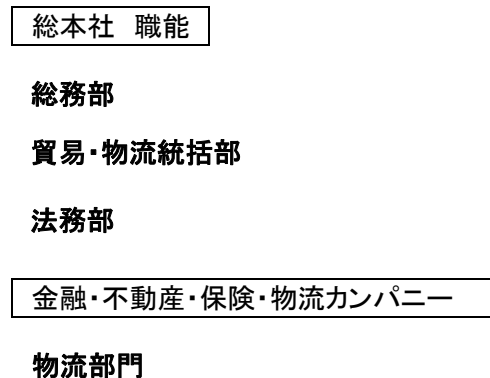 総本社　職能
総務部
貿易・物流統括部
法務部
金融・不動産・保険・物流カンパニー
物流部門